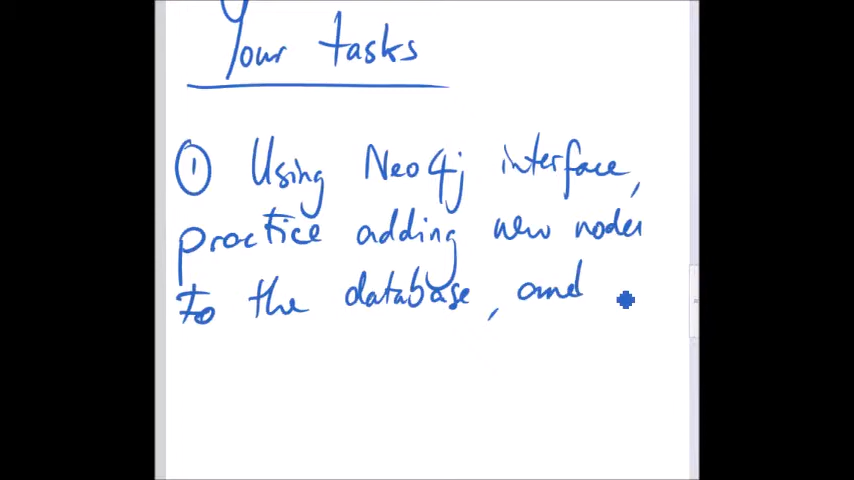 Your tasks
① Using Neo4j interface,
practice adding new nodes
to the database, and